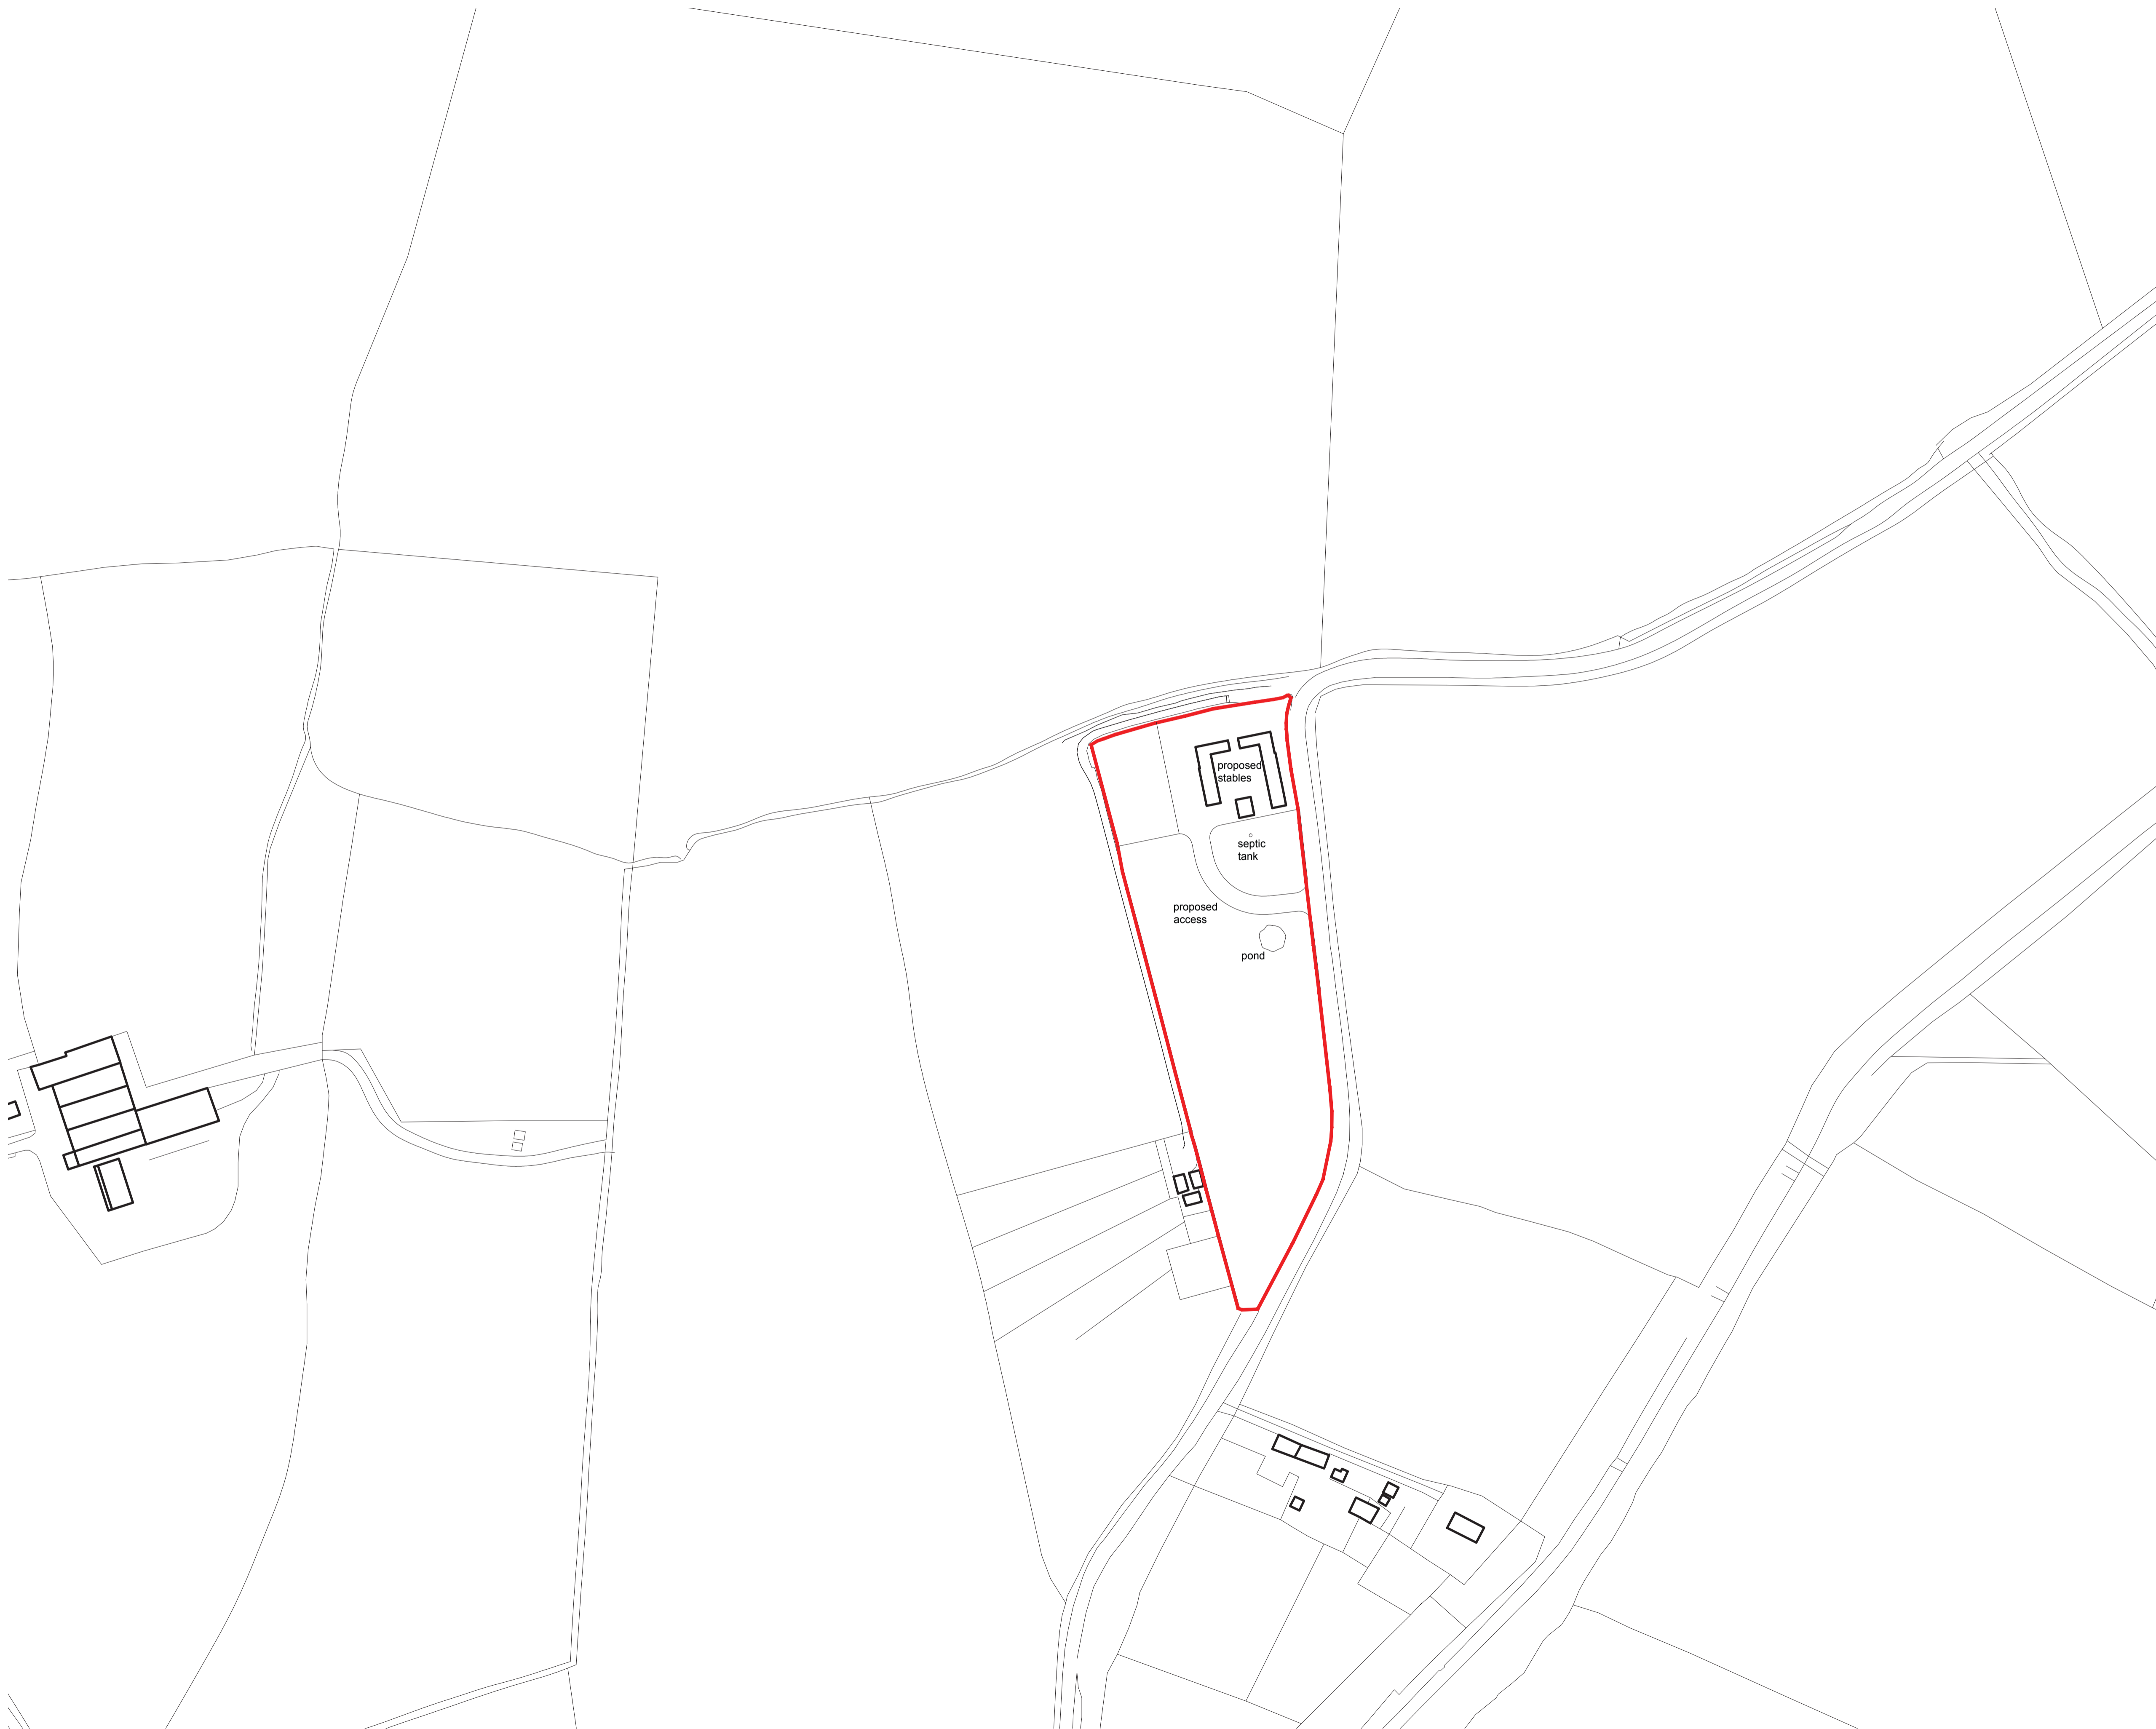 proposed
stables
septic
tank
proposed
access
pond